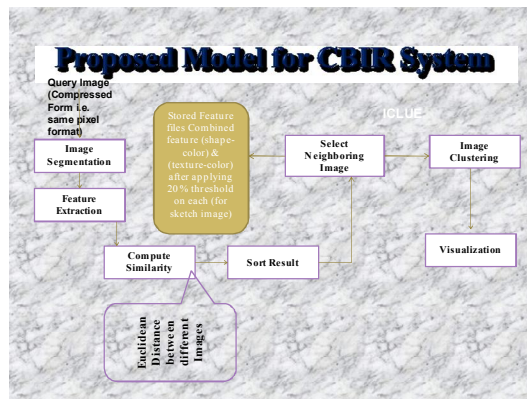 Proposed Model for CBIR System
Query Image
(Compressed
Form i.e.
same pixel
format)
Image
Segmentation
Feature
Extraction
Compute
Similarity
Sort Result
Euclidean
Distance
between
different
Images
Stored Feature
files Combined
feature (shape-
color) &
(texture-color)
after applying
20% threshold
on each (for
sketch image)
Select
Neighboring
Image
ICLUE
Image
Clustering
Visualization